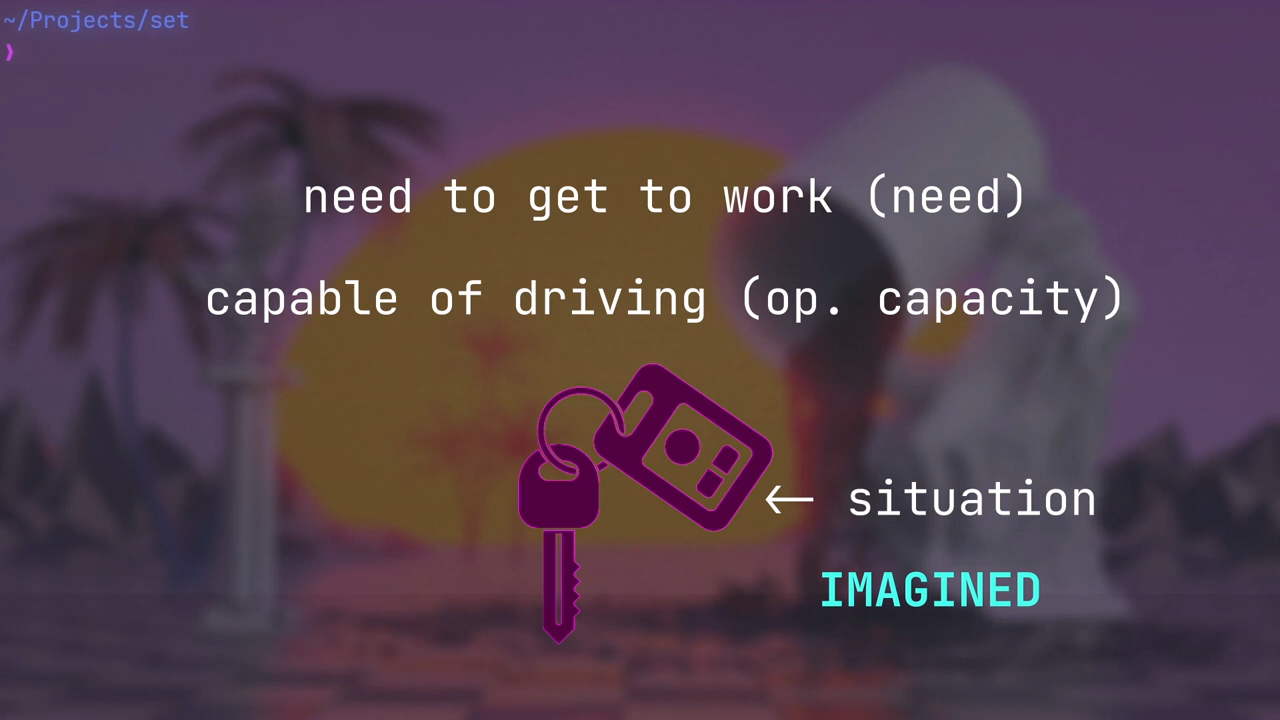 ~/Projects/set
❯
need to get to work (need)
capable of driving (op. capacity)
← situation
IMAGINED